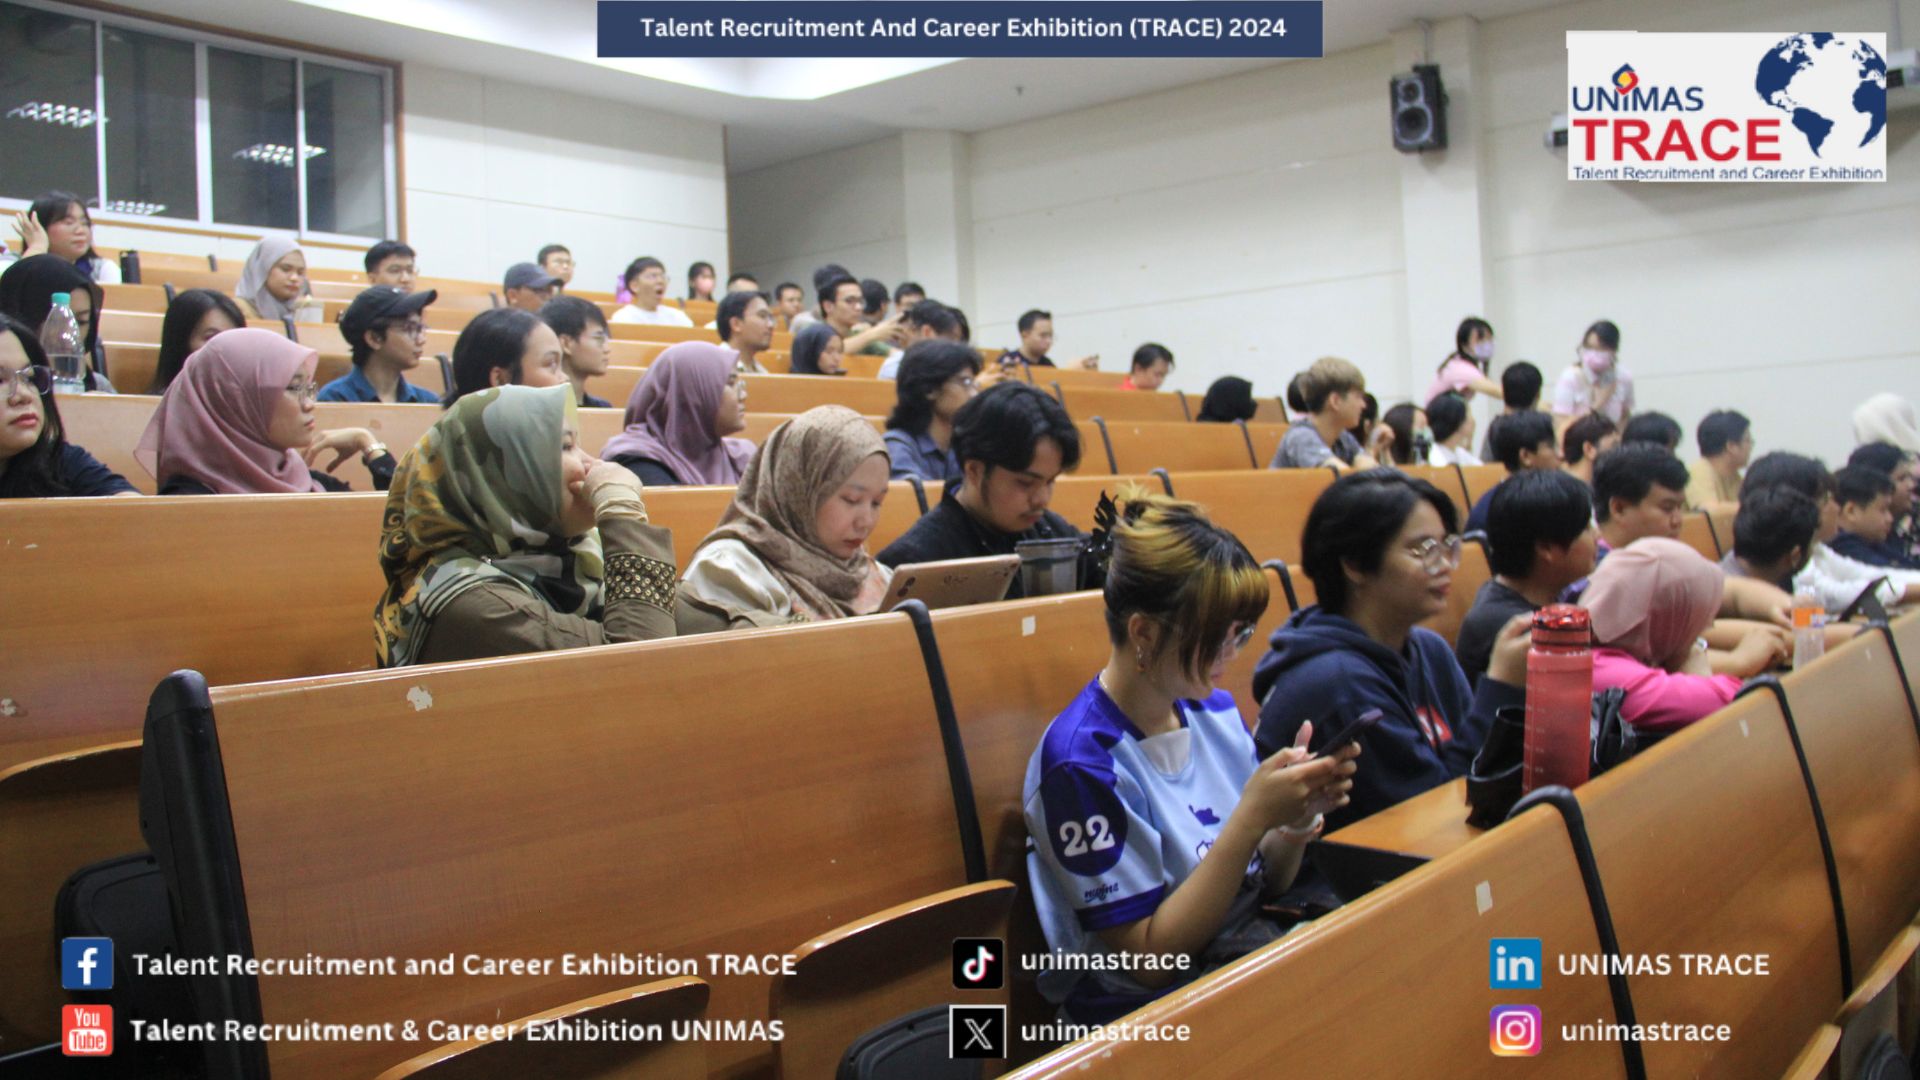 Talent Recruitment And Career Exhibition (TRACE) 2024
UNIMAS
TRACE
Talent Recruitment and Career Exhibition
22
Talent Recruitment and Career Exhibition TRACE
unimastrace
UNIMAS TRACE
You
Tube
Talent Recruitment & Career Exhibition UNIMAS
unimastrace
unimastrace